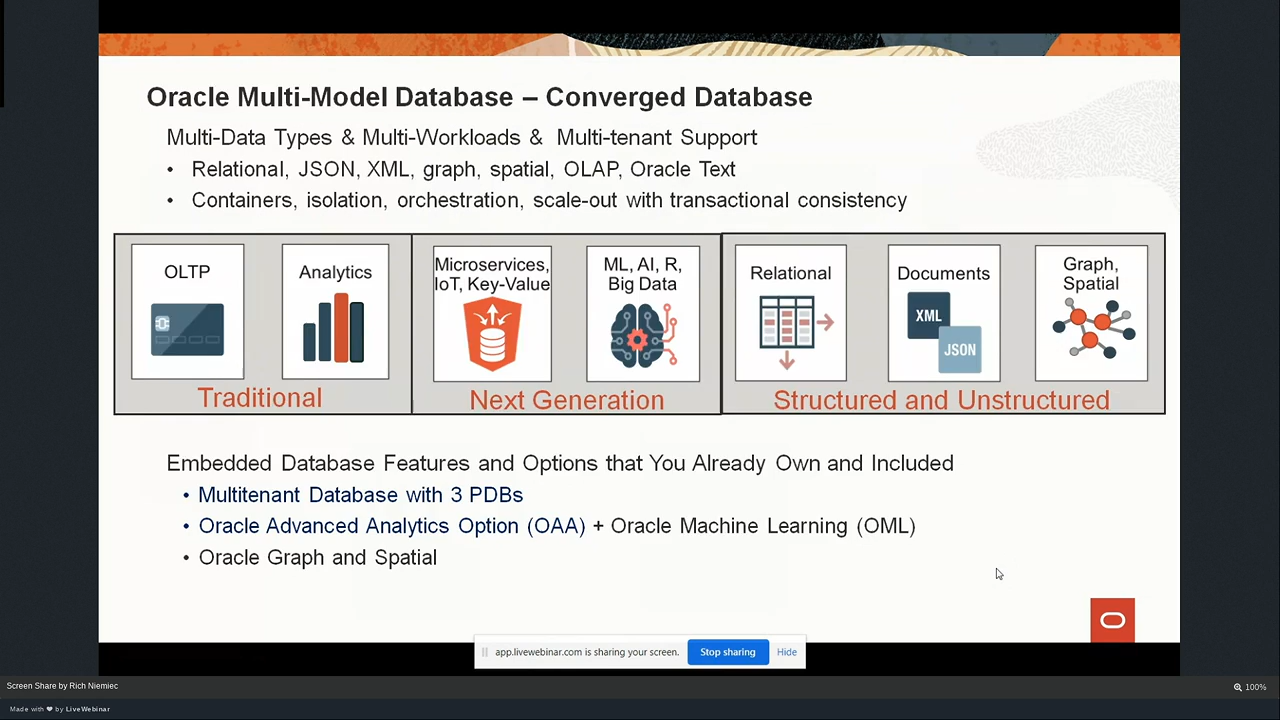 Oracle Multi-Model Database – Converged Database
Multi-Data Types & Multi-Workloads & Multi-tenant Support
• Relational, JSON, XML, graph, spatial, OLAP, Oracle Text
• Containers, isolation, orchestration, scale-out with transactional consistency
OLTP
Analytics
Traditional
Microservices,
IoT, Key-Value
ML, AI, R,
Big Data
Next Generation
Relational
Documents
XML
JSON
Graph,
Spatial
Structured and Unstructured
Embedded Database Features and Options that You Already Own and Included
• Multitenant Database with 3 PDBs
• Oracle Advanced Analytics Option (OAA) + Oracle Machine Learning (OML)
• Oracle Graph and Spatial
app.livewebinar.com is sharing your screen.
Stop sharing
Hide
Screen Share by Rich Niemiec
100%
Made with ❤ by LiveWebinar